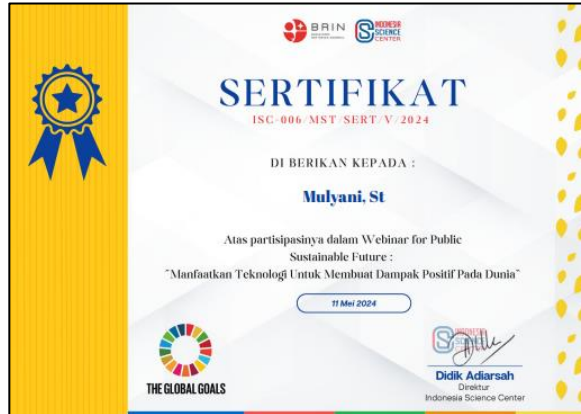 BRIN
INDONESIA
SCIENCE
CENTER
SERTIFIKAT
ISC-006/MST/SERT/V/2024
DI BERIKAN KEPADA :
Mulyani, St
Atas partisipasinya dalam Webinar for Public
Sustainable Future :
"Manfaatkan Teknologi Untuk Membuat Dampak Positif Pada Dunia"
11 Mei 2024
THE GLOBAL GOALS
Didik Adiarsah
Direktur
Indonesia Science Center